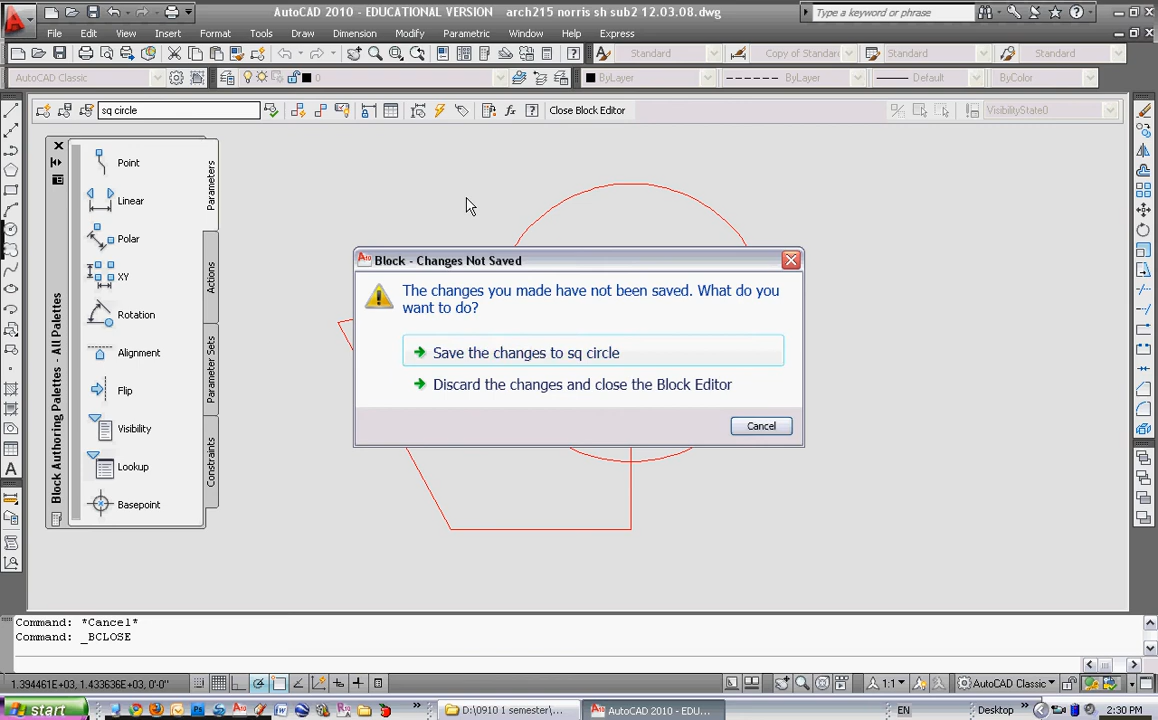 AutoCAD 2010 - EDUCATIONAL VERSION arch215 norris sh sub2 12.03.08.dwg
Type a keyword or phrase
File Edit View Insert Format Tools Draw Dimension Modify Parametric Window Help Express
Standard Copy of Standard Standard Standard
AutoCAD Classic 0 ByLayer ByLayer Default ByColor
sq circle Close Block Editor VisibilityState0
Block Authoring Palettes - All Palettes
Point
Linear
Polar
XY
Rotation
Alignment
Flip
Visibility
Lookup
Basepoint
Parameters
Actions
Parameter Sets
Constraints
Block - Changes Not Saved
The changes you made have not been saved. What do you
want to do?
Save the changes to sq circle
Discard the changes and close the Block Editor
Cancel
Command: *Cancel*
Command: _BCLOSE
1.394461E+03, 1.433636E+03, 0'-0" 1:1 AutoCAD Classic
start D:\0910 1 semester\... AutoCAD 2010 - EDU... EN Desktop 2:30 PM